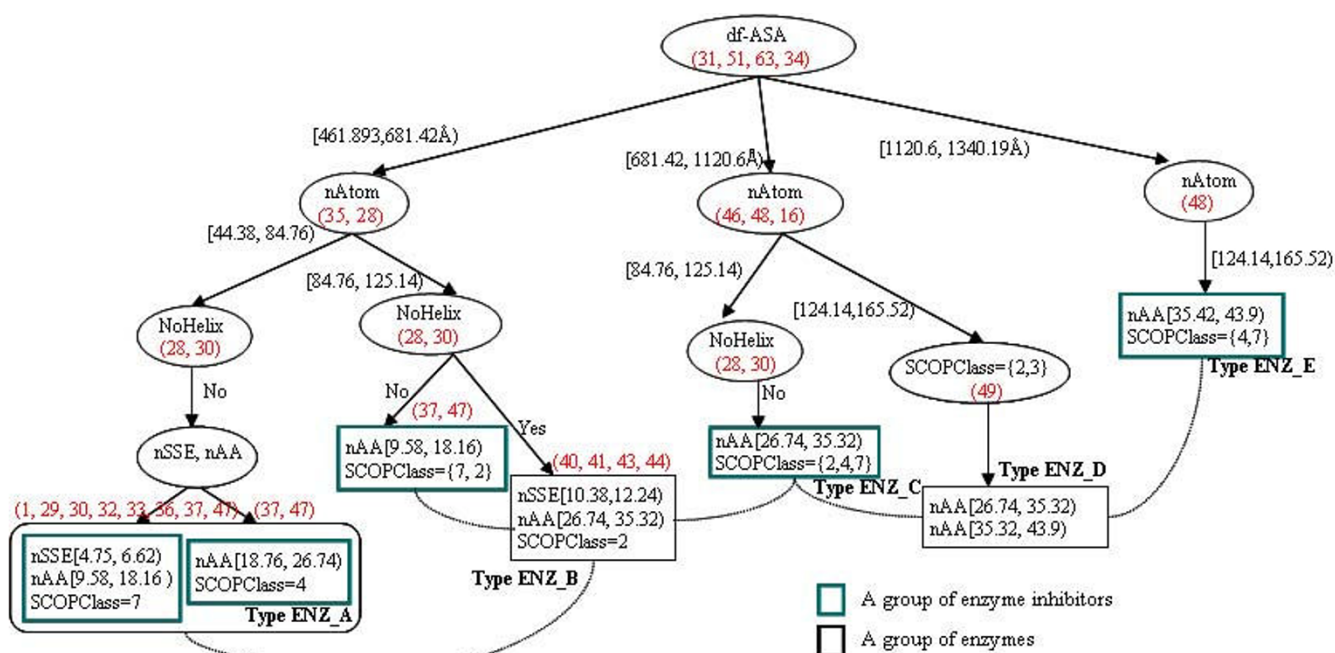 df-ASA
(31, 51, 63, 34)
[461.893,681.42Å)
[681.42, 1120.6Å)
[1120.6, 1340.19Å)
nAtom
(35, 28)
nAtom
(46, 48, 16)
nAtom
(48)
[44.38, 84.76)
[84.76, 125.14)
[84.76, 125.14)
[124.14,165.52)
[124.14,165.52)
NoHelix
(28, 30)
NoHelix
(28, 30)
NoHelix
(28, 30)
SCOPClass={2,3}
(49)
nAA[35.42, 43.9)
SCOPClass={4,7}
Type ENZ_E
No
No
(37, 47)
Yes
No
nSSE, nAA
nAA[9.58, 18.16)
SCOPClass={7, 2}
(40, 41, 43, 44)
nSSE[10.38,12.24)
nAA[26.74, 35.32)
SCOPClass=2
Type ENZ_B
nAA[26.74, 35.32)
SCOPClass={2,4,7}
Type ENZ_C
Type ENZ_D
nAA[26.74, 35.32)
nAA[35.32, 43.9)
(1, 29, 30, 32, 33, 36, 37, 47)
(37, 47)
nSSE[4.75, 6.62)
nAA[9.58, 18.16 )
SCOPClass=7
nAA[18.76, 26.74)
SCOPClass=4
Type ENZ_A
A group of enzyme inhibitors
A group of enzymes